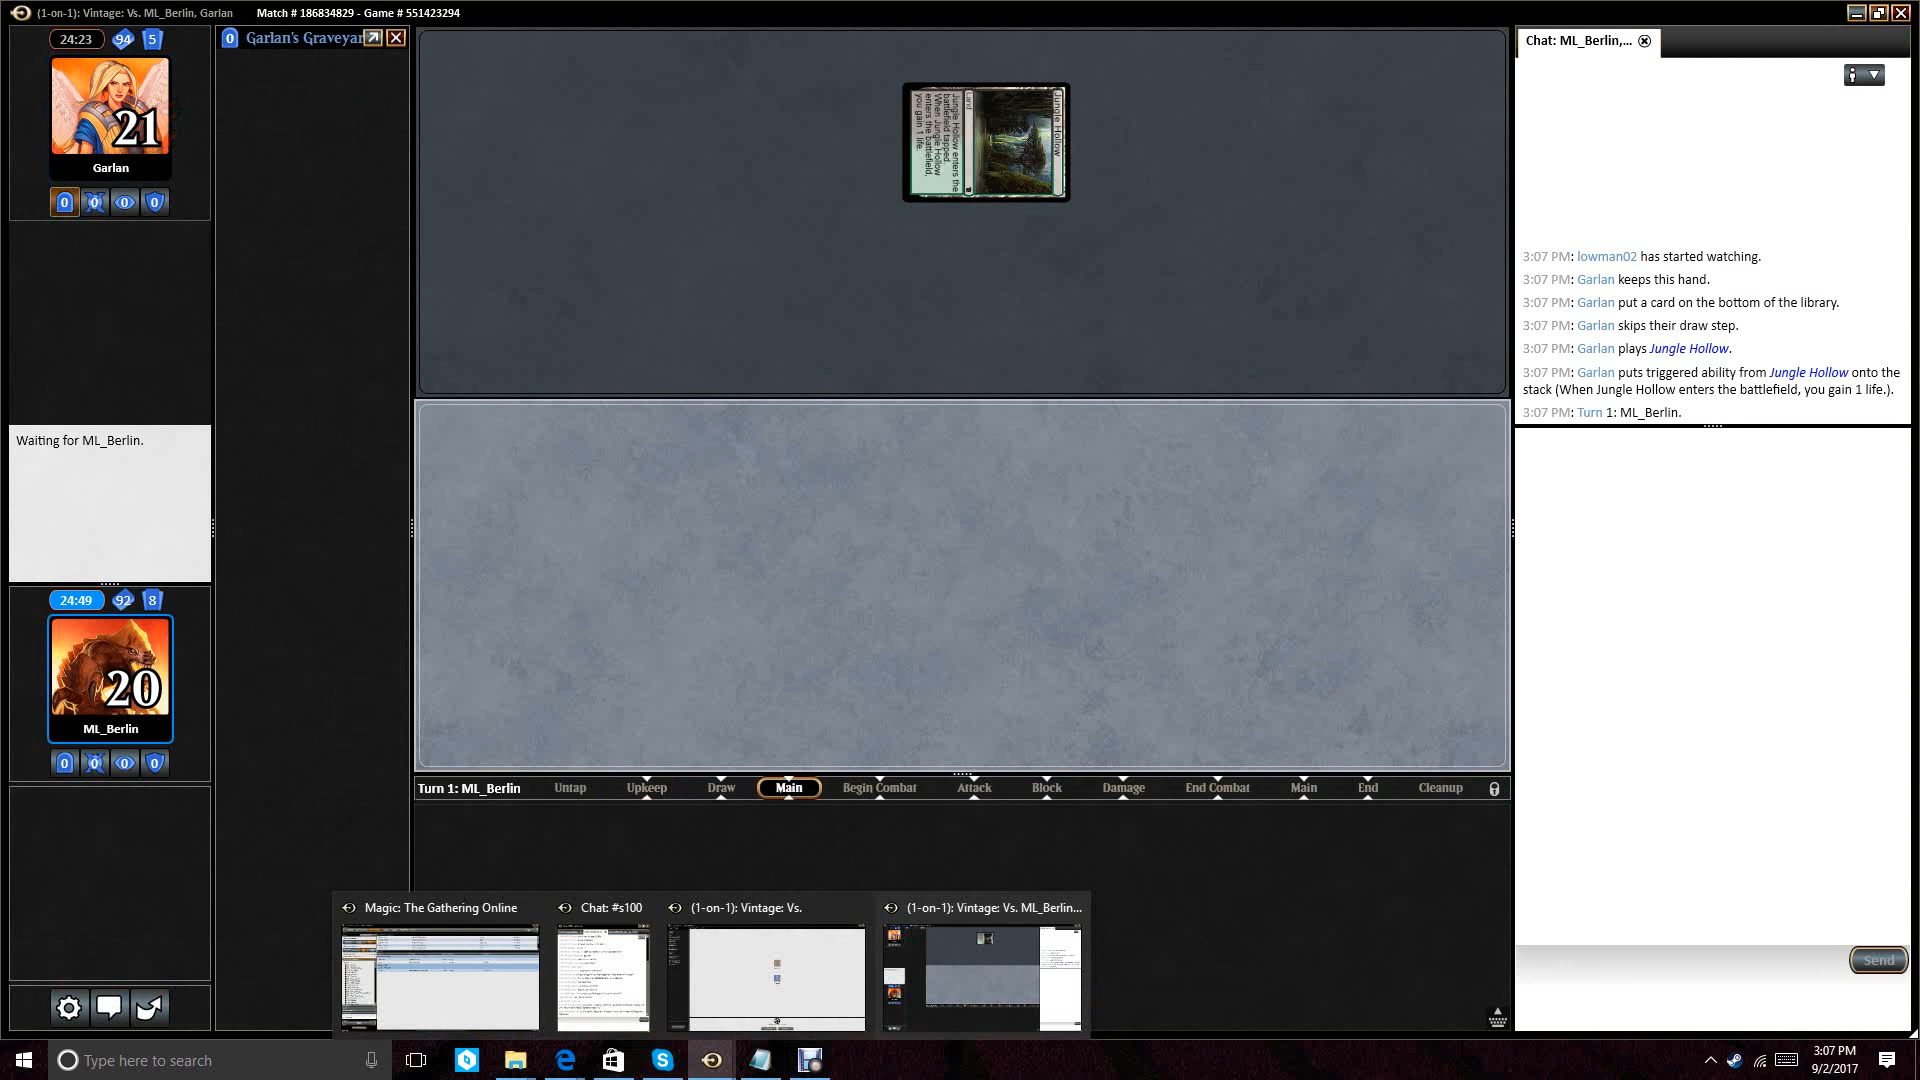 (1-on-1): Vintage: Vs. ML_Berlin, Garlan Match # 186834829 - Game # 551423294
24:23 94 5
21
Garlan
0 0 0 0
Waiting for ML_Berlin.
24:49 92 8
20
ML_Berlin
0 0 0 0
0 Garlan's Graveyar
Jungle Hollow
Land
Jungle Hollow enters the
battlefield tapped.
When Jungle Hollow
enters the battlefield,
you gain 1 life.
Turn 1: ML_Berlin Untap Upkeep Draw Main Begin Combat Attack Block Damage End Combat Main End Cleanup
Chat: ML_Berlin,...
3:07 PM: lowman02 has started watching.
3:07 PM: Garlan keeps this hand.
3:07 PM: Garlan put a card on the bottom of the library.
3:07 PM: Garlan skips their draw step.
3:07 PM: Garlan plays Jungle Hollow.
3:07 PM: Garlan puts triggered ability from Jungle Hollow onto the
stack (When Jungle Hollow enters the battlefield, you gain 1 life.).
3:07 PM: Turn 1: ML_Berlin.
Send
Magic: The Gathering Online
Chat: #s100
(1-on-1): Vintage: Vs.
(1-on-1): Vintage: Vs. ML_Berlin...
Type here to search
3:07 PM
9/2/2017